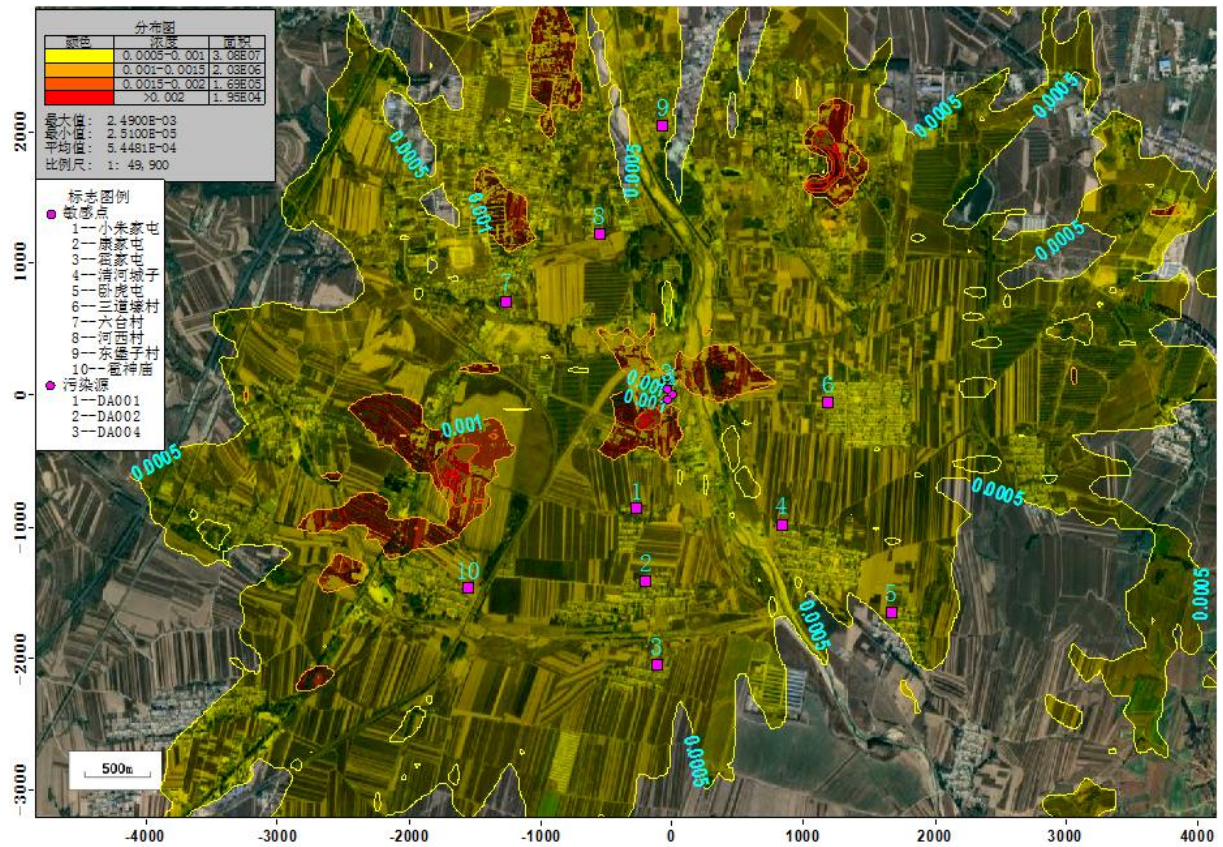 分布图
颜色 浓度 面积
0.0005-0.001 3.08E07
0.001-0.0015 2.03E06
0.0015-0.002 1.69E05
>0.002 1.95E04
最大值: 2.4900E-03
最小值: 2.5100E-05
平均值: 5.4481E-04
比例尺: 1: 49,900
标志图例
敏感点
1--小朱家屯
2--康家屯
3--霍家屯
4--清河城子
5--卧虎屯
6--三道壕村
7--六台村
8--河西村
9--东堡子村
10--雹神庙
污染源
1--DA001
2--DA002
3--DA004
9
0.0005
0.0005
0.0005
0.0005
0.001
8
0.0005
7
6
0.001
0.001
0.0005
0.0005
1
4
10
2
5
0.0005
0.0005
3
0.0005
500m
2000
1000
0
-1000
-2000
-3000
-4000
-3000
-2000
-1000
0
1000
2000
3000
4000